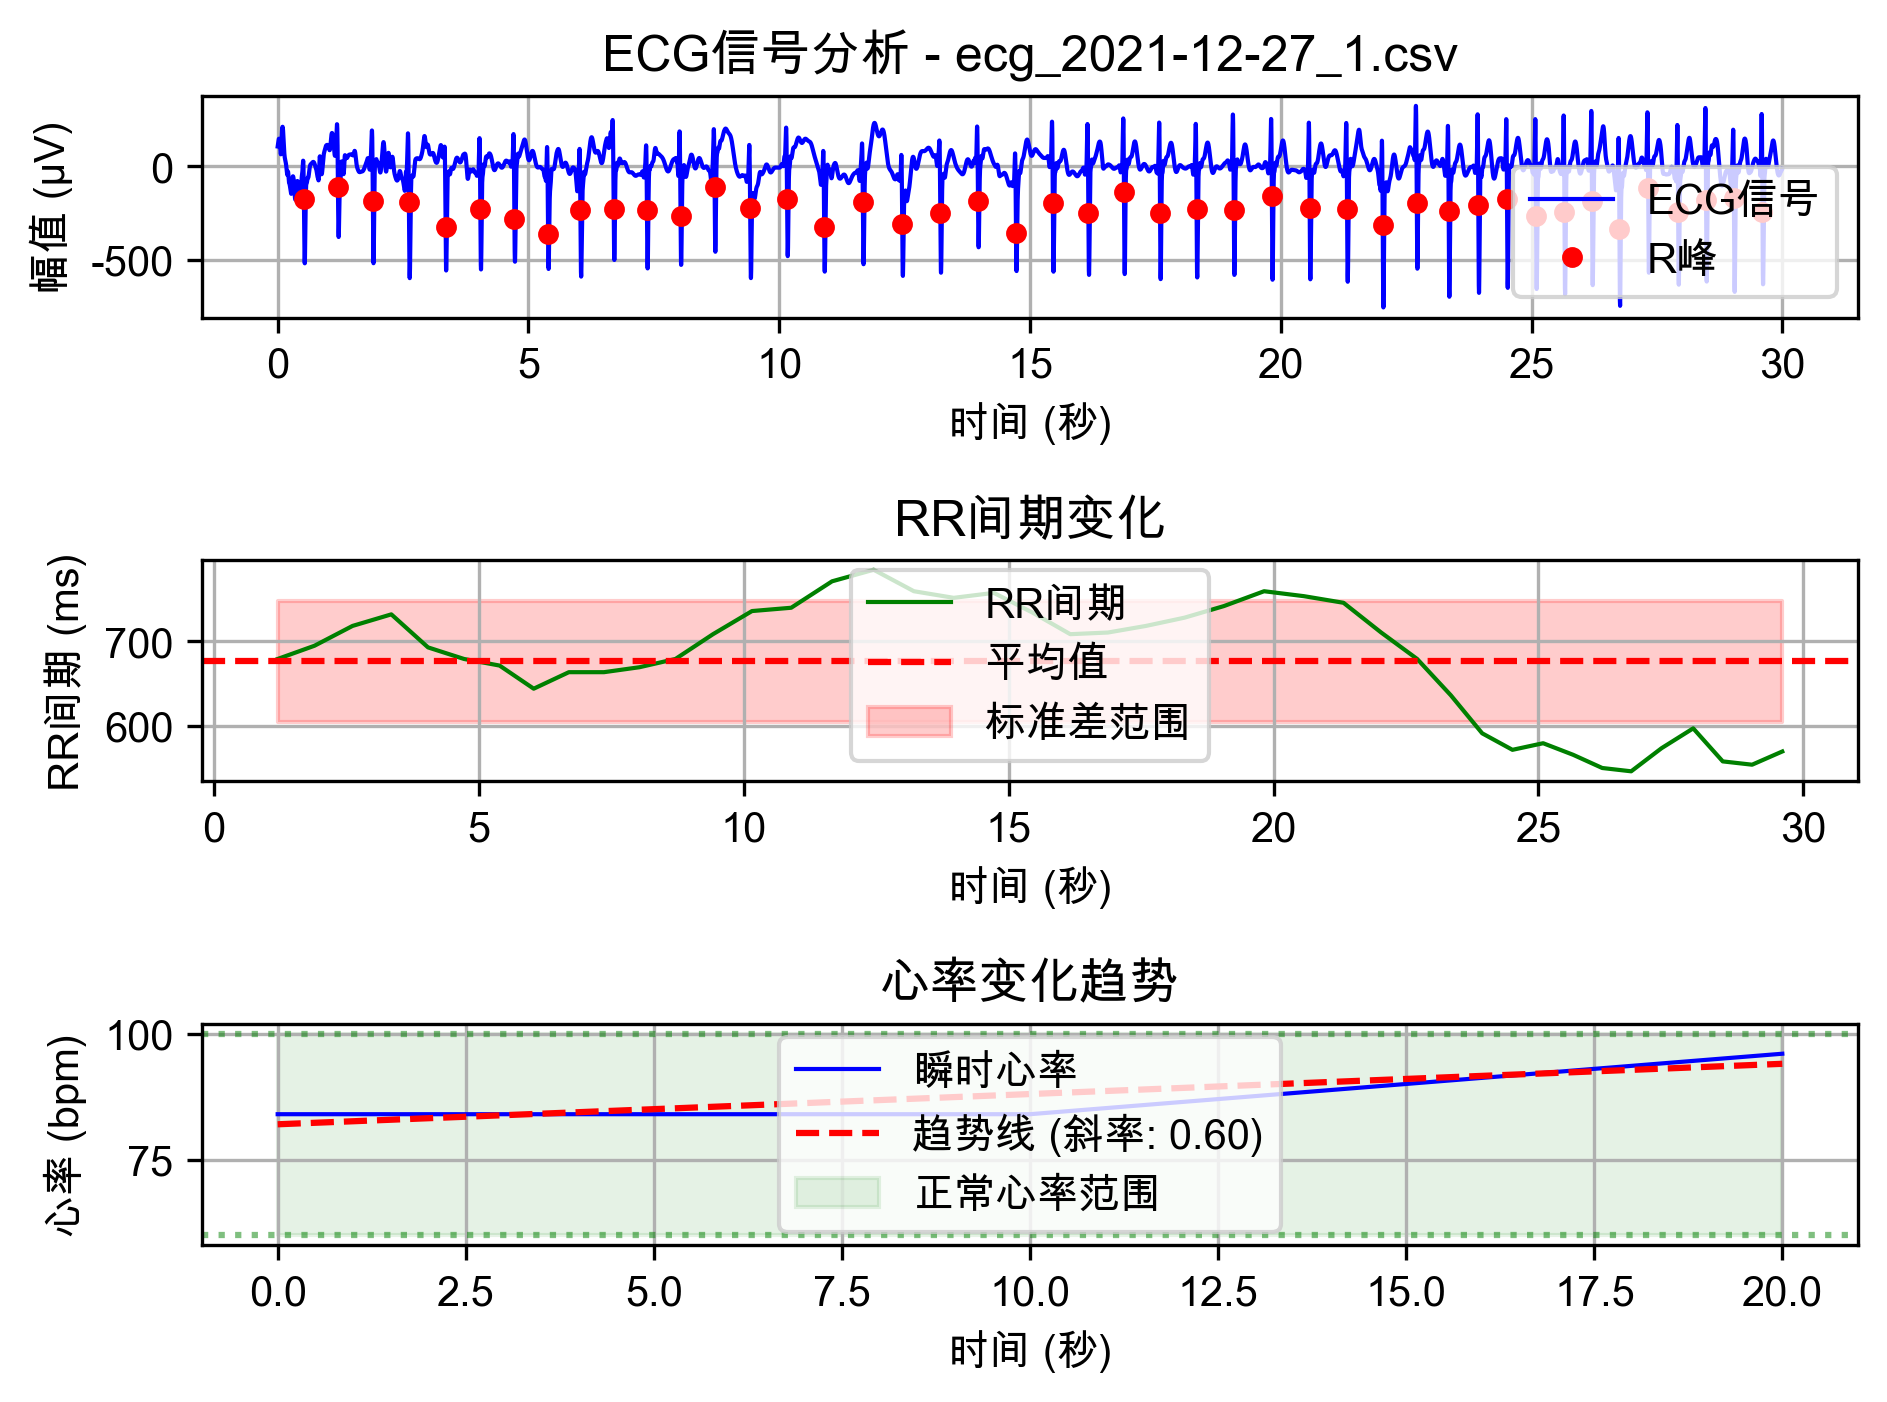 ECG信号分析 - ecg_2021-12-27_1.csv
幅值 (μV)
0
-500
ECG信号
R峰
0 5 10 15 20 25 30
时间 (秒)
RR间期变化
RR间期 (ms)
700
600
RR间期
平均值
标准差范围
0 5 10 15 20 25 30
时间 (秒)
心率变化趋势
心率 (bpm)
100
75
瞬时心率
趋势线 (斜率: 0.60)
正常心率范围
0.0 2.5 5.0 7.5 10.0 12.5 15.0 17.5 20.0
时间 (秒)